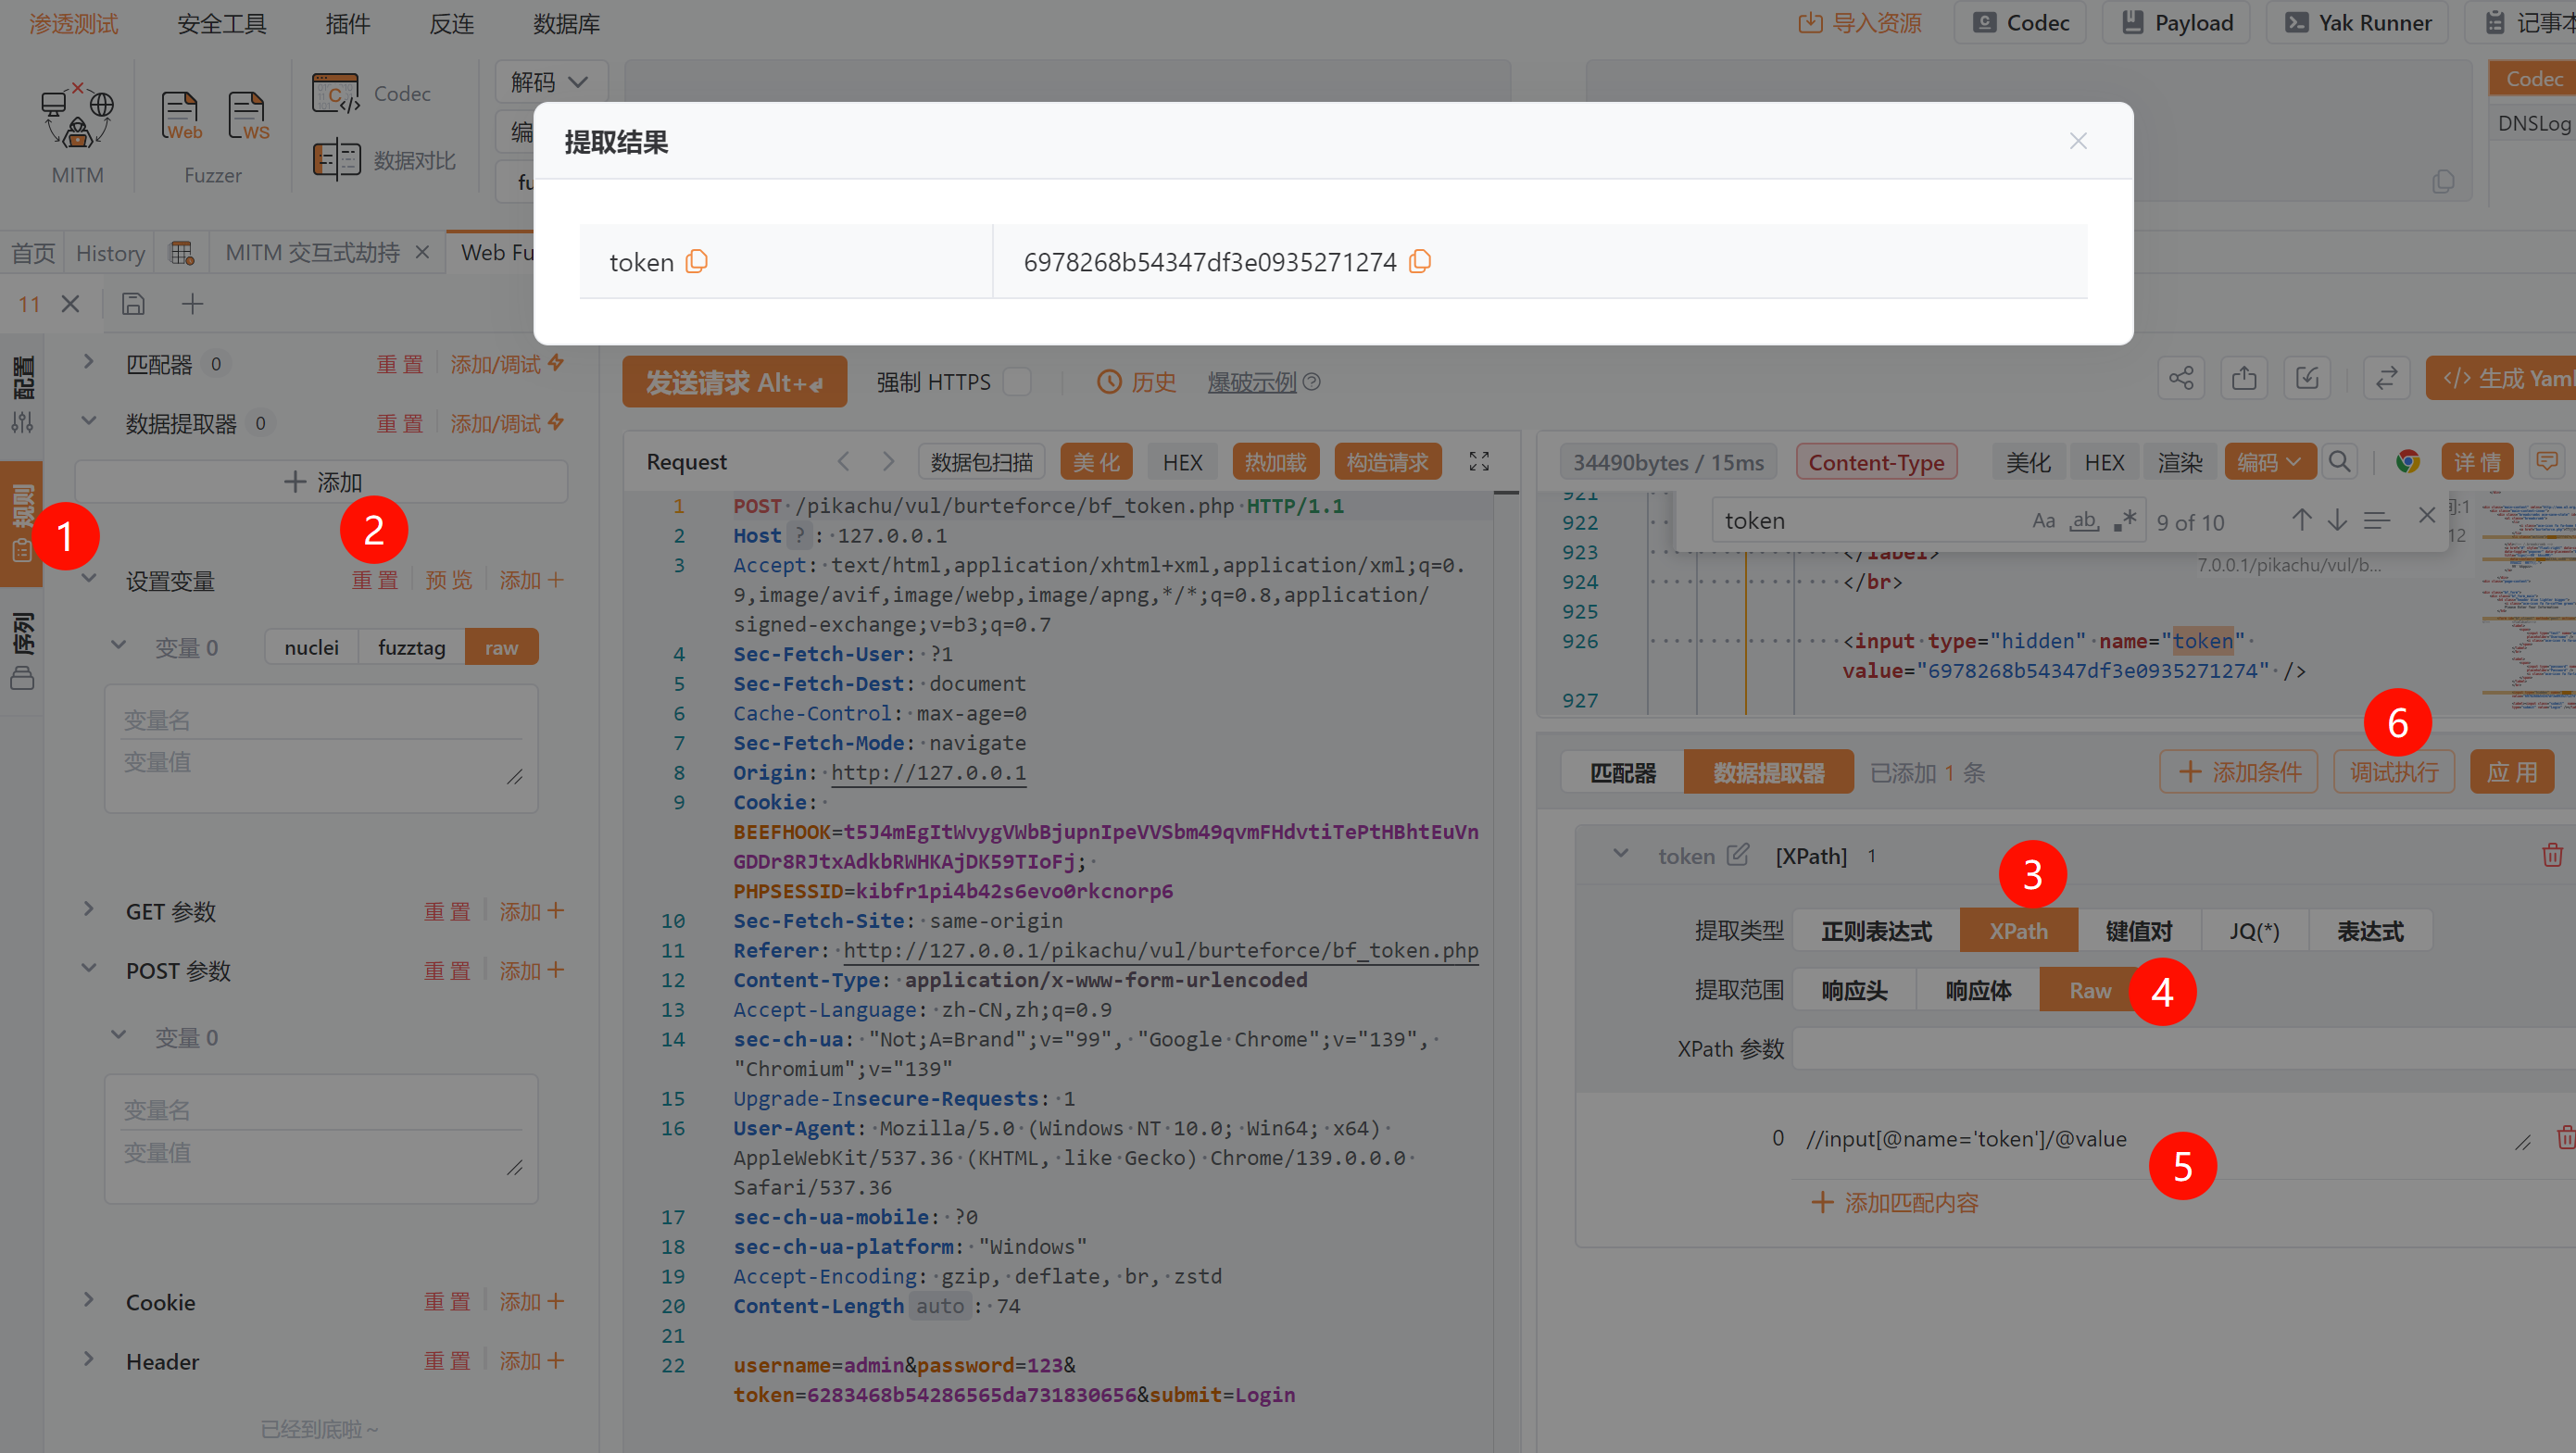 渗透测试 安全工具 插件 反连 数据库 导入资源 Codec Payload Yak Runner 记事本
MITM
Web
WS
Fuzzer
Codec
数据对比
解码
编
fu
Codec
DNSLog
提取结果
token 6978268b54347df3e0935271274
首页 History MITM 交互式劫持 Web Fu
11
配置
规则
序列
1
匹配器 0 重置 添加/调试
数据提取器 0 重置 添加/调试
添加
2
设置变量 重置 预览 添加
变量 0 nuclei fuzztag raw
变量名
变量值
GET 参数 重置 添加
POST 参数 重置 添加
变量 0
变量名
变量值
Cookie 重置 添加
Header 重置 添加
已经到底啦～
发送请求 Alt+ 强制 HTTPS 历史 爆破示例 生成 Yaml
Request 数据包扫描 美化 HEX 热加载 构造请求
1 POST /pikachu/vul/burteforce/bf_token.php HTTP/1.1
2 Host ? : 127.0.0.1
3 Accept: text/html,application/xhtml+xml,application/xml;q=0.
9,image/avif,image/webp,image/apng,*/*;q=0.8,application/
signed-exchange;v=b3;q=0.7
4 Sec-Fetch-User: ?1
5 Sec-Fetch-Dest: document
6 Cache-Control: max-age=0
7 Sec-Fetch-Mode: navigate
8 Origin: http://127.0.0.1
9 Cookie:
BEEFHOOK=t5J4mEgItWvygVWbBjupnIpeVVSbm49qvmFHdvtiTePtHBhtEuVn
GDDr8RJtxAdkbRWHKAjDK59TIoFj;
PHPSESSID=kibfr1pi4b42s6evo0rkcnorp6
10 Sec-Fetch-Site: same-origin
11 Referer: http://127.0.0.1/pikachu/vul/burteforce/bf_token.php
12 Content-Type: application/x-www-form-urlencoded
13 Accept-Language: zh-CN,zh;q=0.9
14 sec-ch-ua: "Not;A=Brand";v="99", "Google Chrome";v="139",
"Chromium";v="139"
15 Upgrade-Insecure-Requests: 1
16 User-Agent: Mozilla/5.0 (Windows NT 10.0; Win64; x64)
AppleWebKit/537.36 (KHTML, like Gecko) Chrome/139.0.0.0
Safari/537.36
17 sec-ch-ua-mobile: ?0
18 sec-ch-ua-platform: "Windows"
19 Accept-Encoding: gzip, deflate, br, zstd
20 Content-Length auto : 74
21
22 username=admin&password=123&
token=6283468b54286565da731830656&submit=Login
34490bytes / 15ms Content-Type 美化 HEX 渲染 编码 详情
921
922
token Aa ab 9 of 10
923 </label>
7.0.0.1/pikachu/vul/b...
924 </br>
925
926 <input type="hidden" name="token"
value="6978268b54347df3e0935271274" />
927
6
匹配器 数据提取器 已添加 1 条 添加条件 调试执行 应用
token [XPath] 1
3
提取类型 正则表达式 XPath 键值对 JQ(*) 表达式
提取范围 响应头 响应体 Raw
4
XPath 参数
0 //input[@name='token']/@value
5
添加匹配内容